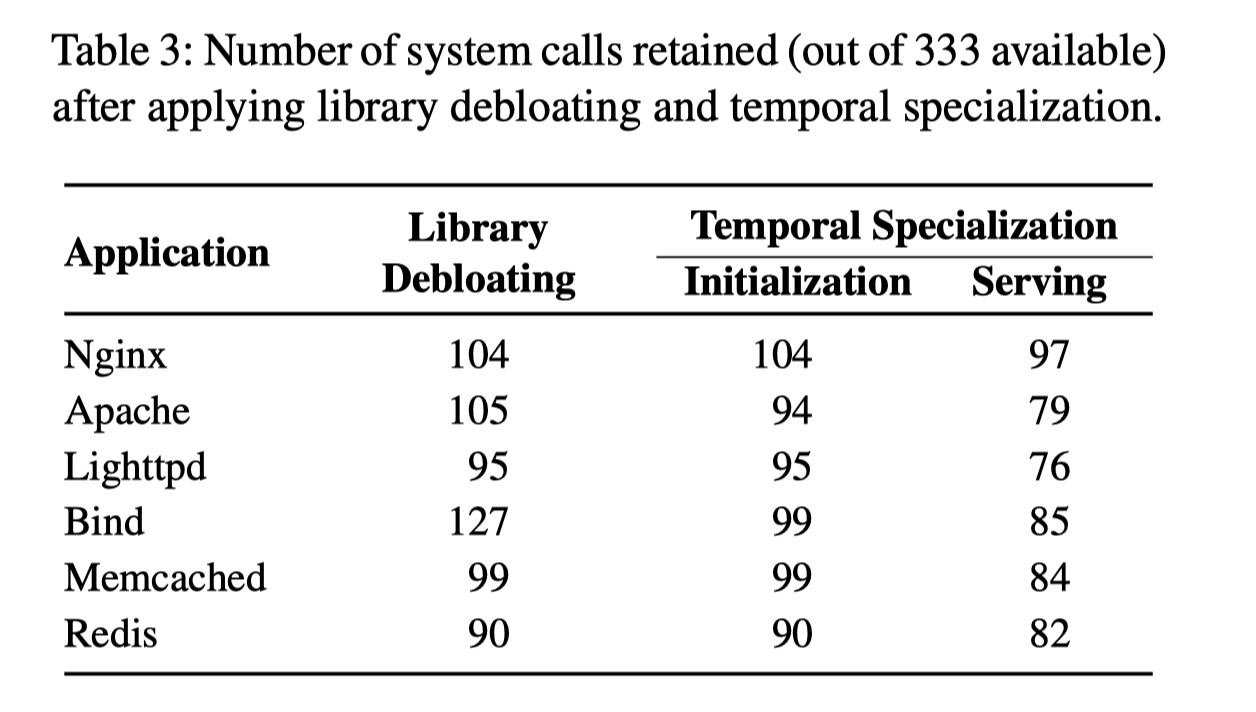 Table 3: Number of system calls retained (out of 333 available)
after applying library debloating and temporal specialization.
Application Library Debloating Temporal Specialization
Initialization Serving
Nginx 104 104 97
Apache 105 94 79
Lighttpd 95 95 76
Bind 127 99 85
Memcached 99 99 84
Redis 90 90 82